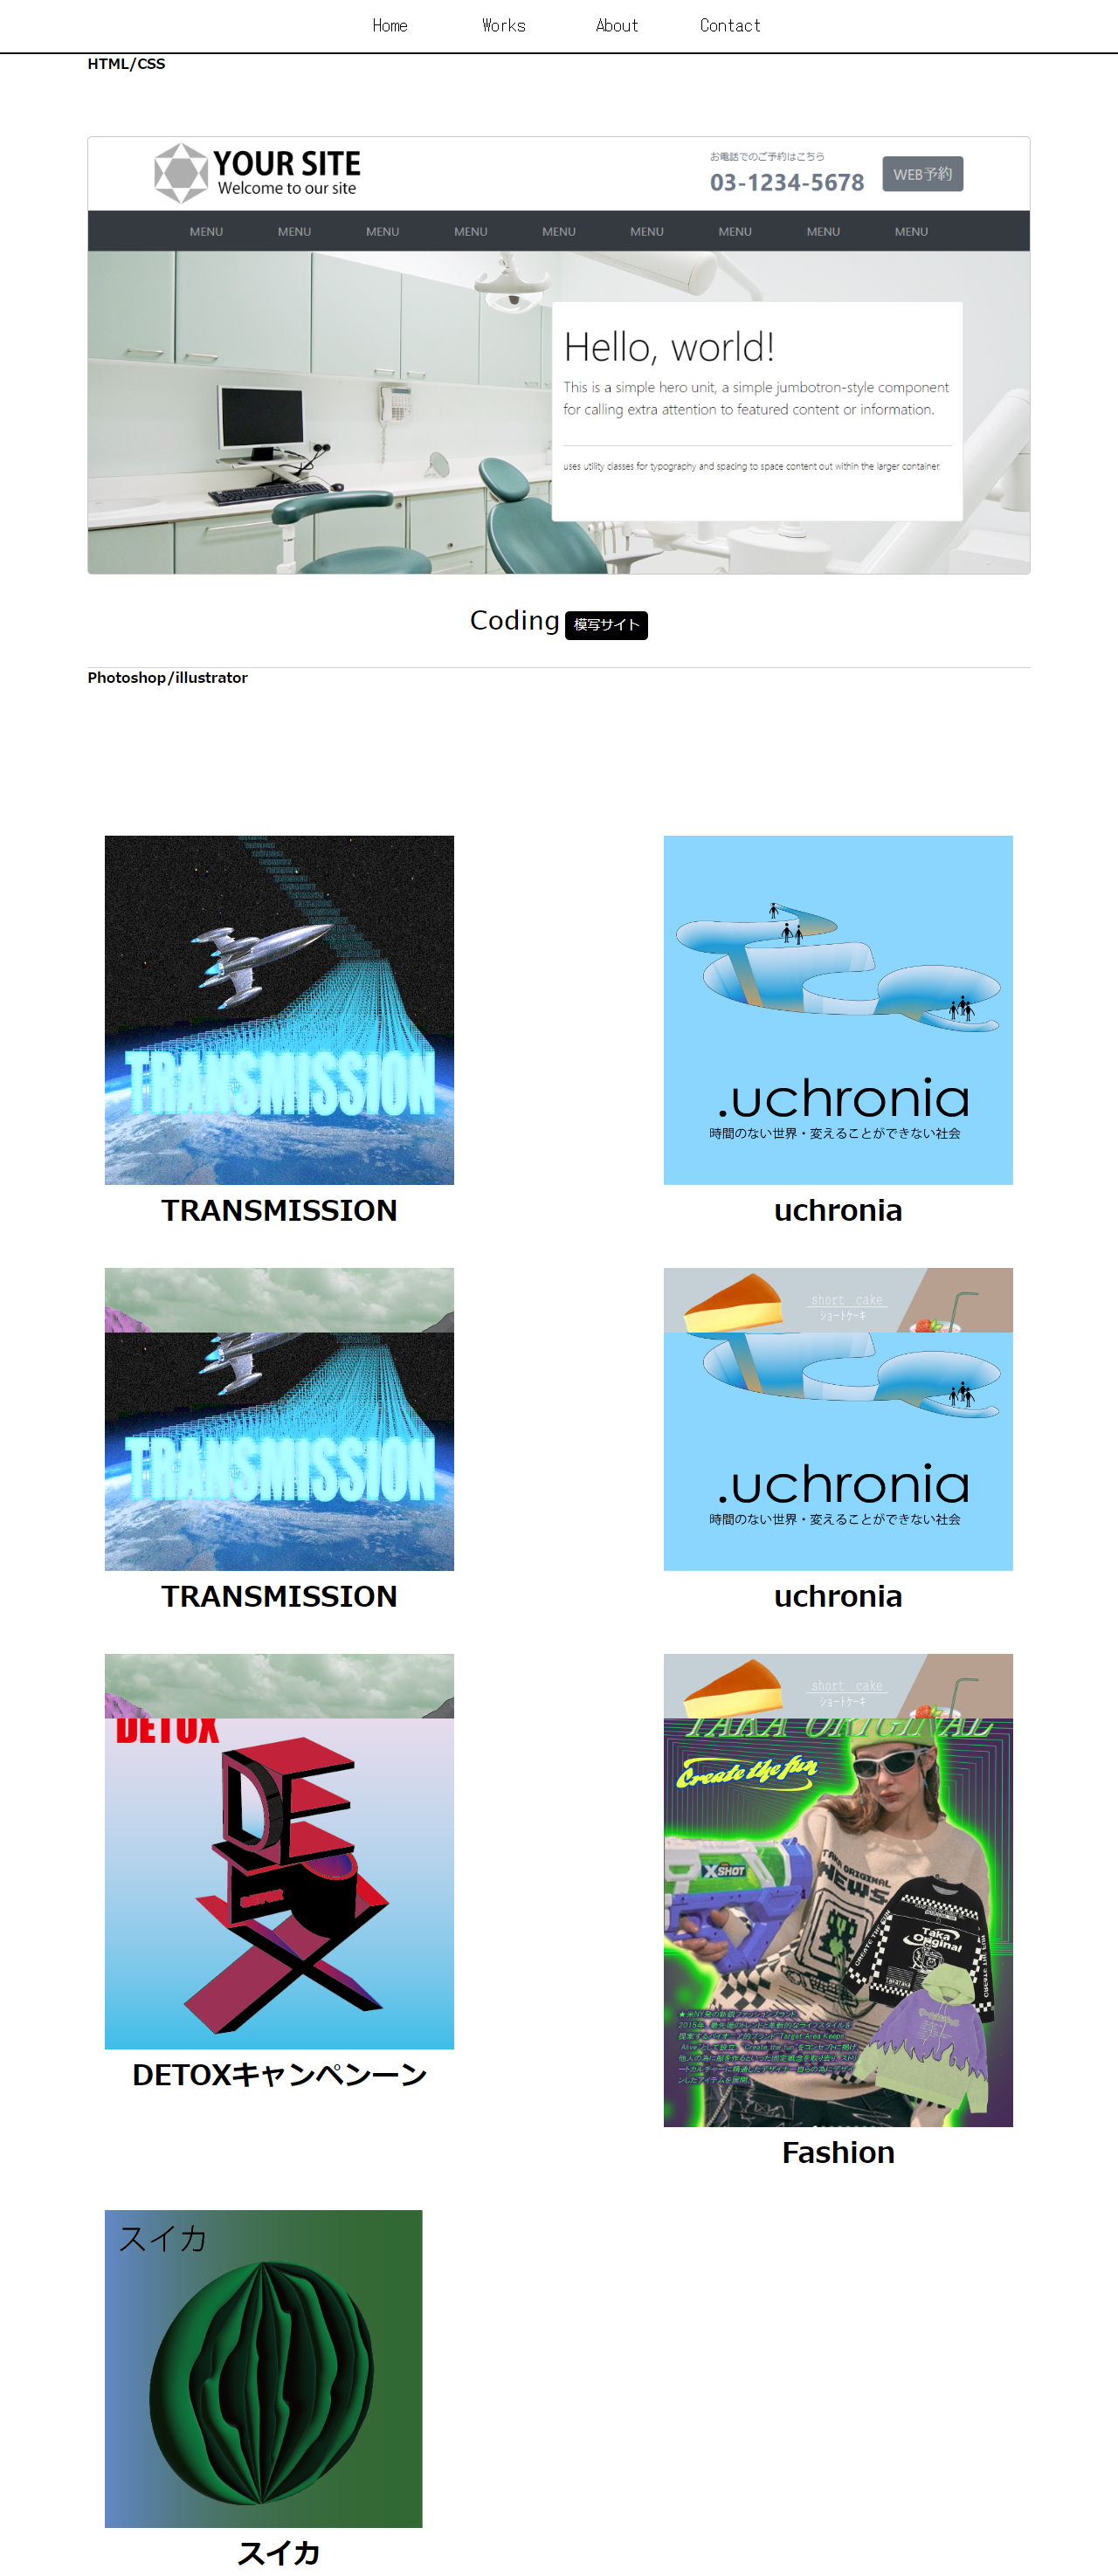 Home Works About Contact
HTML/CSS
YOUR SITE
Welcome to our site
お電話でのご予約はこちら
03-1234-5678
WEB予約
MENU MENU MENU MENU MENU MENU MENU MENU MENU
Hello, world!
This is a simple hero unit, a simple jumbotron-style component
for calling extra attention to featured content or information.
uses utility classes for typography and spacing to space content out within the larger container.
Coding 模写サイト
Photoshop/illustrator
TRANSMISSION
.uchronia
時間のない世界・変えることができない社会
TRANSMISSION
uchronia
short cake
ショートケーキ
TRANSMISSION
.uchronia
時間のない世界・変えることができない社会
TRANSMISSION
uchronia
short cake
ショートケーキ
DETOX
TAKA ORIGINAL
Create the fun
X-SHOT
TAKA ORIGINAL
NEWS
Taka
Original
CREATE THE FUN
DETOXキャンペンーン
Fashion
スイカ
スイカ